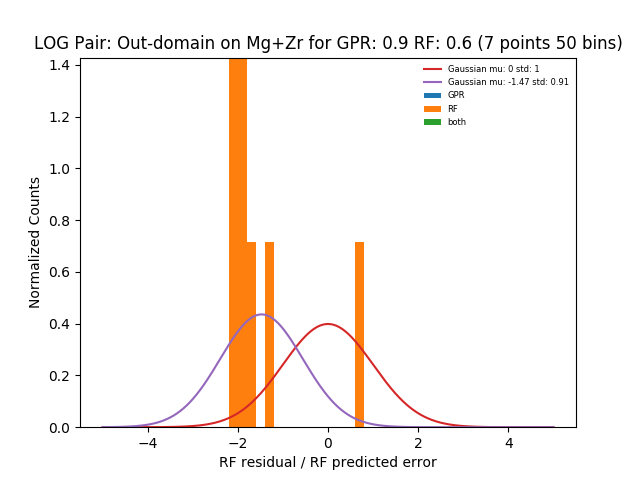 LOG Pair: Out-domain on Mg+Zr for GPR: 0.9 RF: 0.6 (7 points 50 bins)
Gaussian mu: 0 std: 1
Gaussian mu: -1.47 std: 0.91
GPR
RF
both
Normalized Counts
1.4
1.2
1.0
0.8
0.6
0.4
0.2
0.0
−4 −2 0 2 4
RF residual / RF predicted error